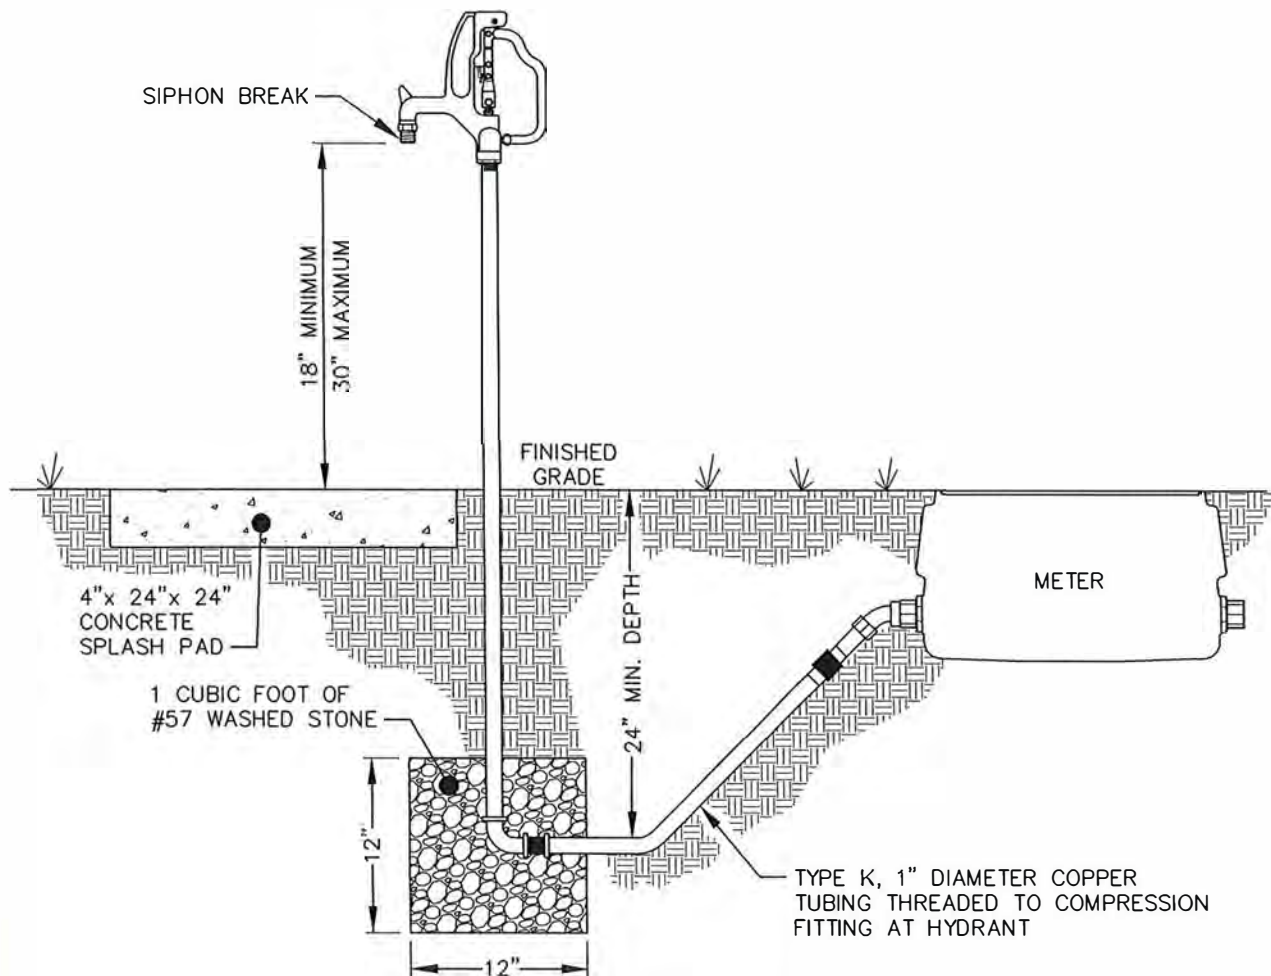 SIPHON BREAK
18" MINIMUM
30" MAXIMUM
FINISHED
GRADE
METER
4"x 24"x 24"
CONCRETE
SPLASH PAD
24" MIN. DEPTH
1 CUBIC FOOT OF
#57 WASHED STONE
12"
TYPE K, 1" DIAMETER COPPER
TUBING THREADED TO COMPRESSION
FITTING AT HYDRANT
12"